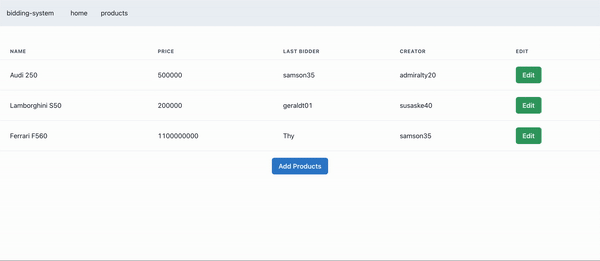 bidding-system home products
NAME PRICE LAST BIDDER CREATOR EDIT
Audi 250 500000 samson35 admiralty20 Edit
Lamborghini S50 200000 geraldt01 susaske40 Edit
Ferrari F560 1100000000 Thy samson35 Edit
Add Products